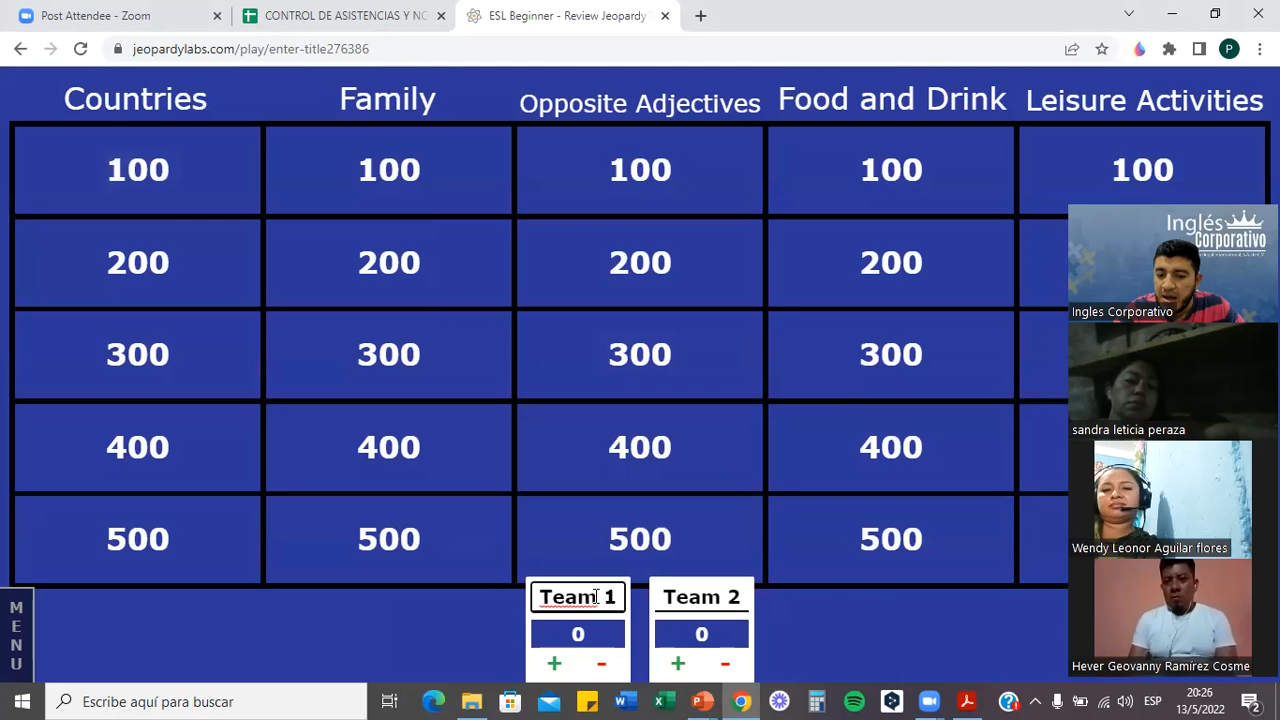 Post Attendee - Zoom
CONTROL DE ASISTENCIAS Y NO
ESL Beginner - Review Jeopardy
jeopardylabs.com/play/enter-title276386
P
Countries
Family
Opposite Adjectives
Food and Drink
Leisure Activities
100
100
100
100
100
200
200
200
200
300
300
300
300
400
400
400
400
500
500
500
500
Inglés
Corporativo
Ingles Corporativo
sandra leticia peraza
Wendy Leonor Aguilar flores
Hever Geovanny Ramírez Cosme
MENU
Team 1
0
+ -
Team 2
0
+ -
Escribe aquí para buscar
ESP
20:26
13/5/2022
2